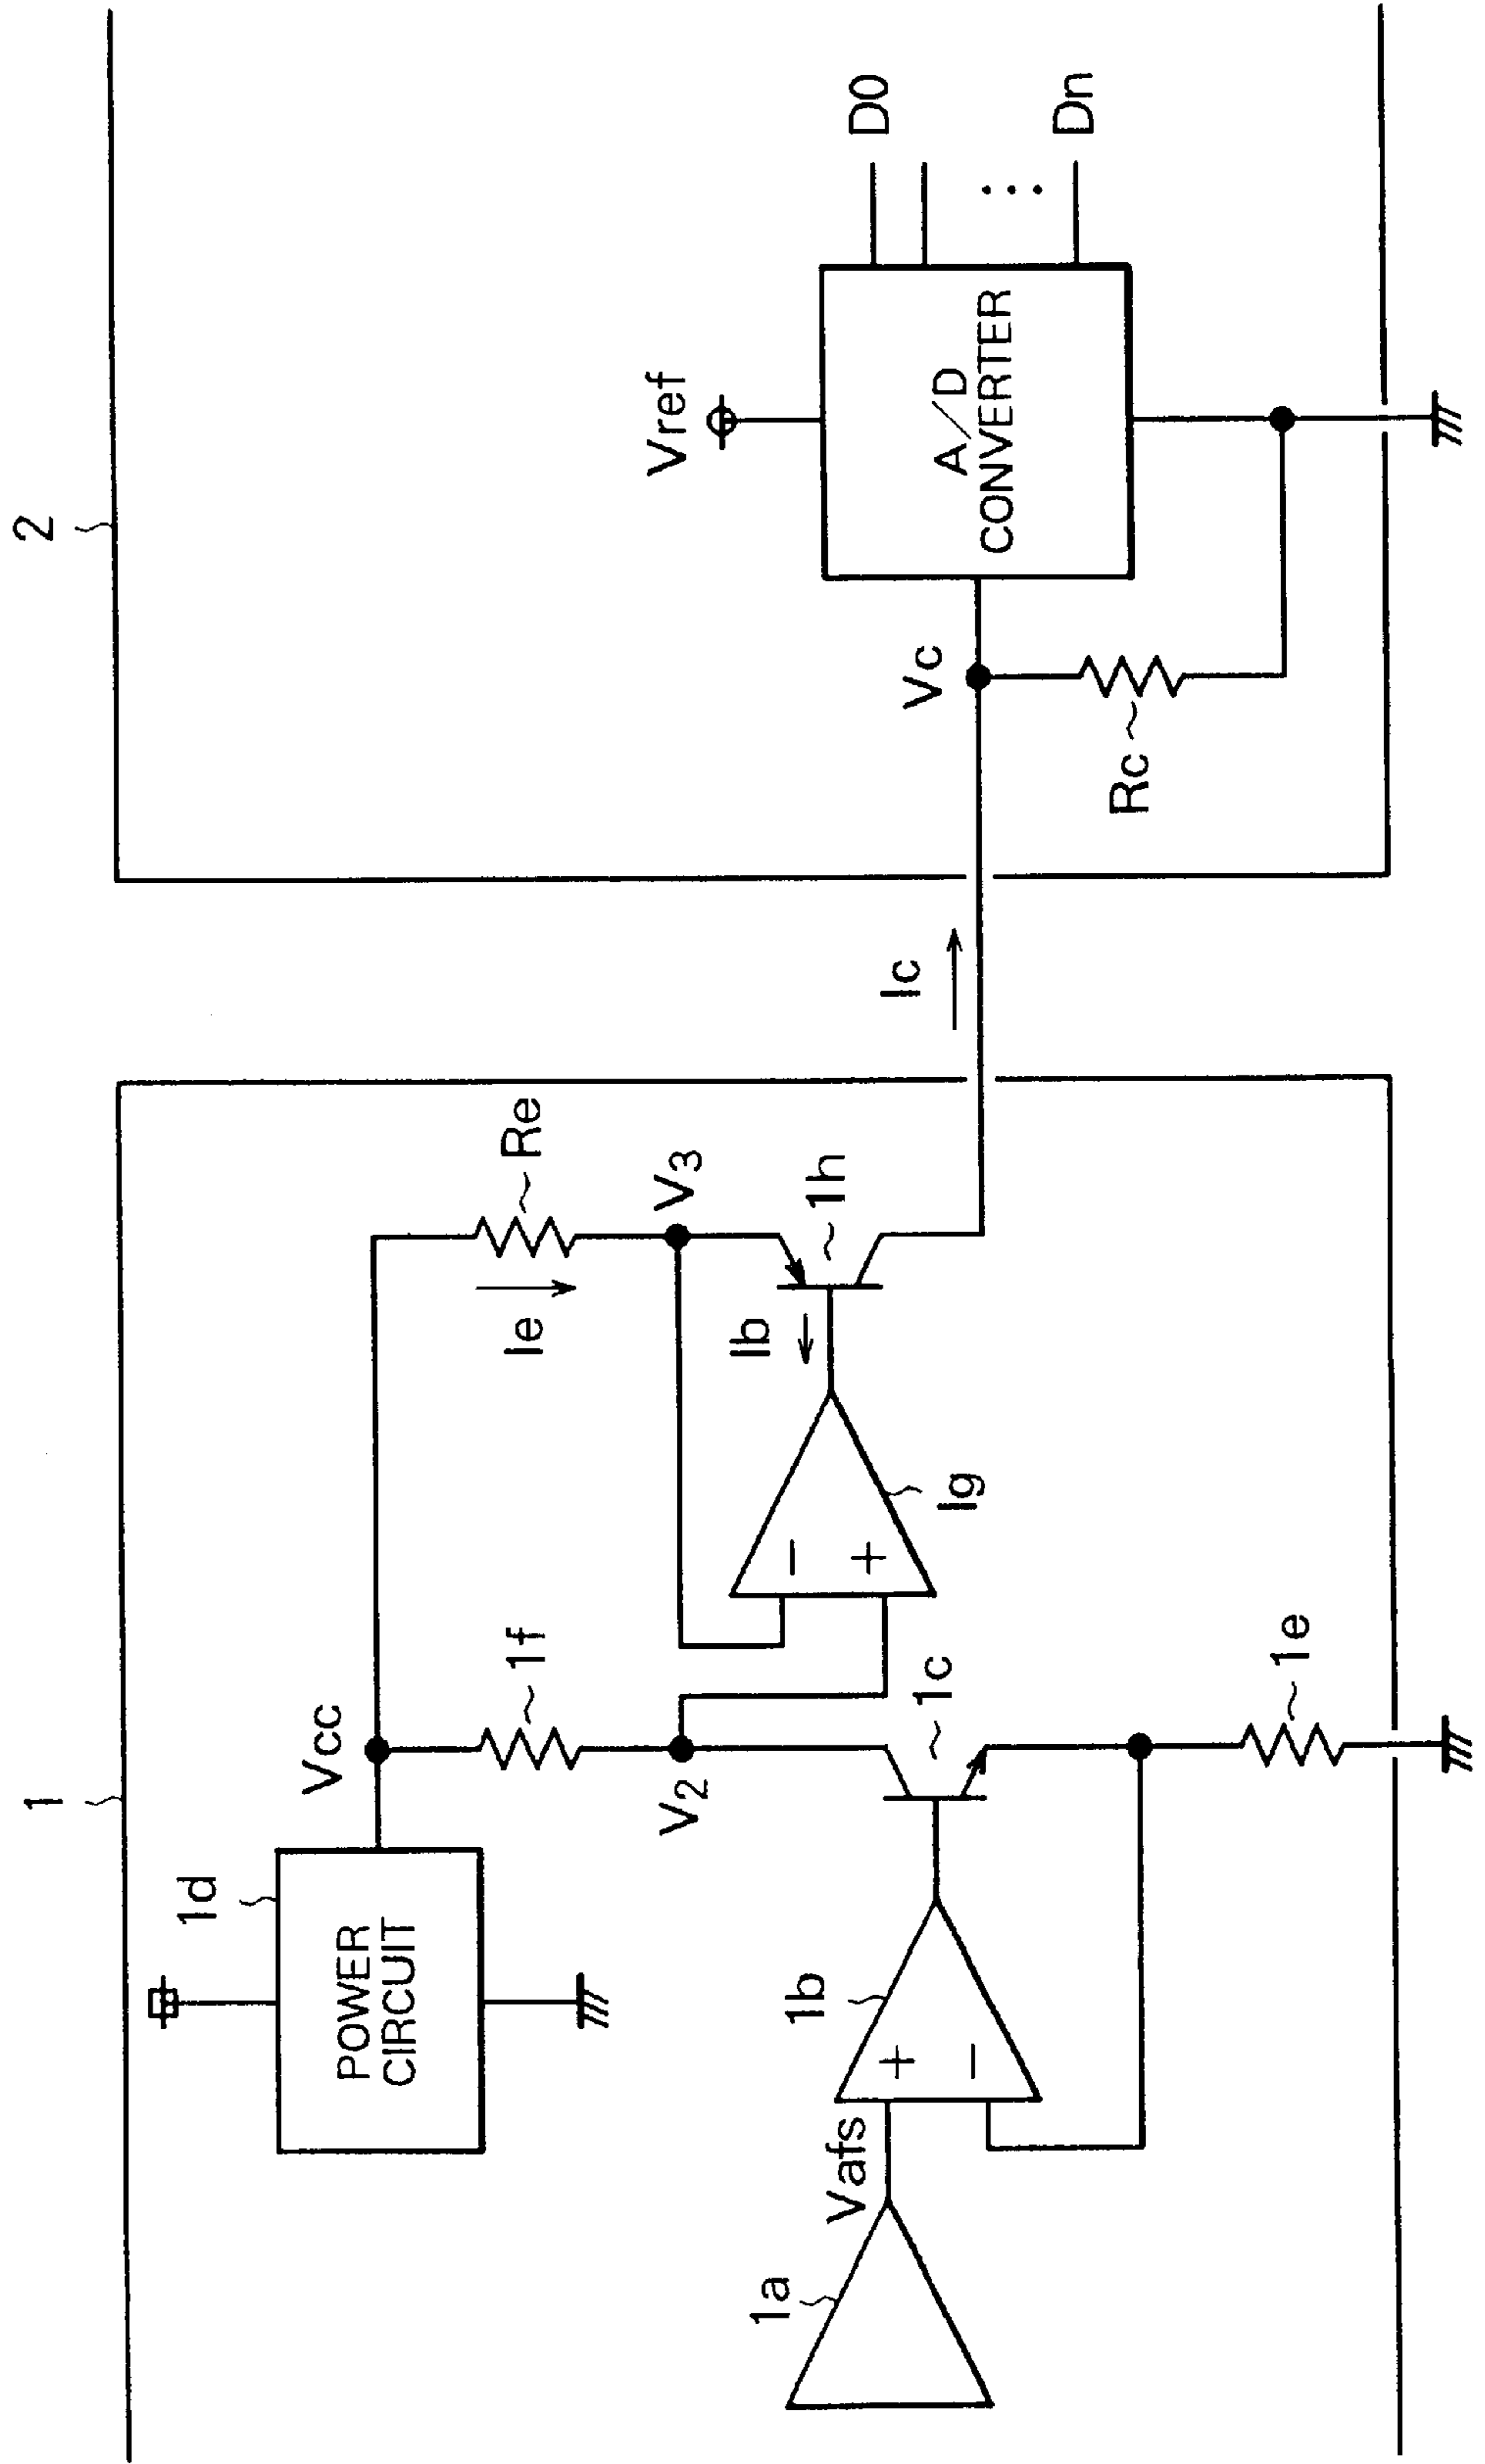 1
2
1d
POWER
CIRCUIT
Vcc
1f
V2
Re
Ie
V3
1h
Ib
Ig
1c
1e
1a
Vafs
1b
+
−
−
+
Ic
Vc
Rc
Vref
A/D
CONVERTER
D0
Dn